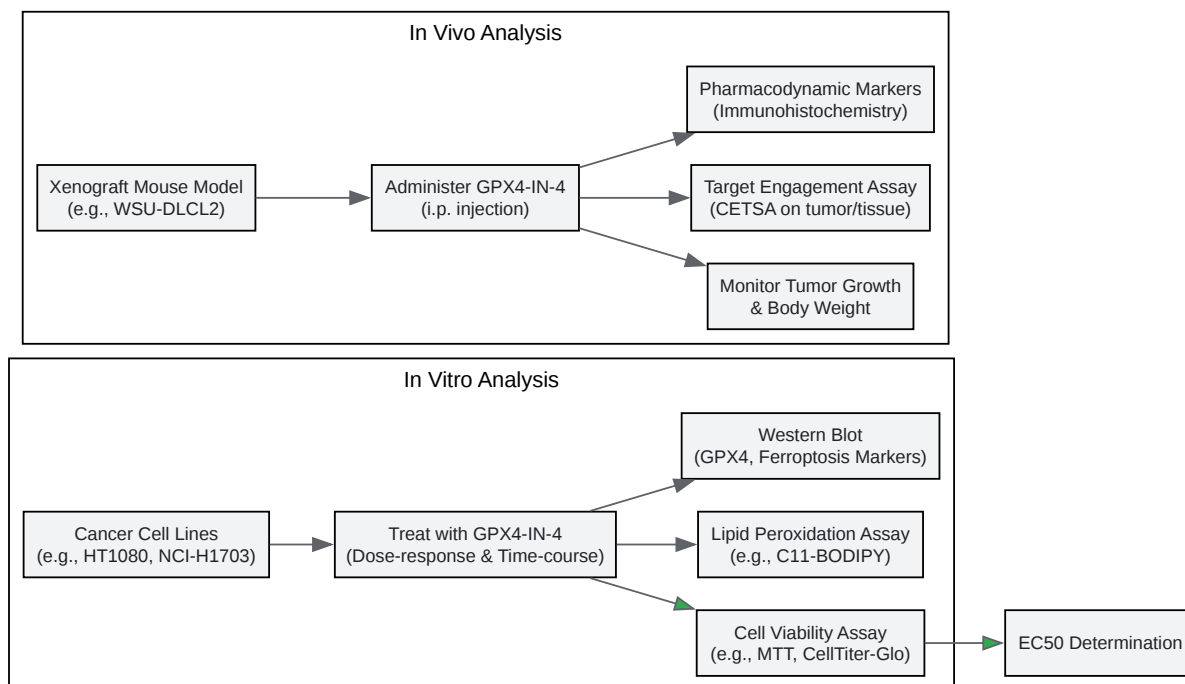 In Vivo Analysis
Pharmacodynamic Markers
(Immunohistochemistry)
Xenograft Mouse Model
(e.g., WSU-DLCL2)
Administer GPX4-IN-4
(i.p. injection)
Target Engagement Assay
(CETSA on tumor/tissue)
Monitor Tumor Growth
& Body Weight
In Vitro Analysis
Western Blot
(GPX4, Ferroptosis Markers)
Cancer Cell Lines
(e.g., HT1080, NCI-H1703)
Treat with GPX4-IN-4
(Dose-response & Time-course)
Lipid Peroxidation Assay
(e.g., C11-BODIPY)
Cell Viability Assay
(e.g., MTT, CellTiter-Glo)
EC50 Determination